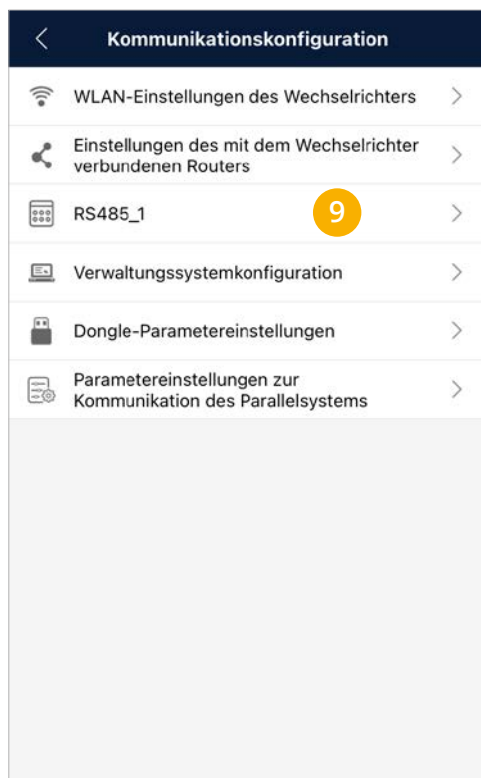 Kommunikationskonfiguration
WLAN-Einstellungen des Wechselrichters
Einstellungen des mit dem Wechselrichter
verbundenen Routers
RS485_1 9
Verwaltungssystemkonfiguration
Dongle-Parametereinstellungen
Parametereinstellungen zur
Kommunikation des Parallelsystems